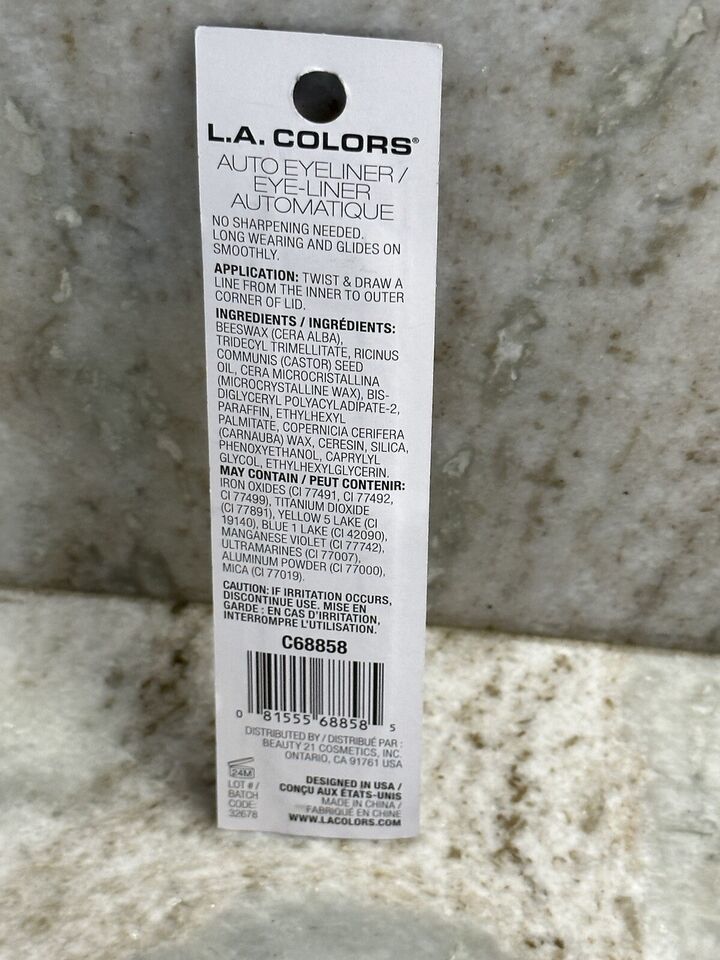 L.A. COLORS®
AUTO EYELINER /
EYE-LINER
AUTOMATIQUE
NO SHARPENING NEEDED.
LONG WEARING AND GLIDES ON
SMOOTHLY.
APPLICATION: TWIST & DRAW A
LINE FROM THE INNER TO OUTER
CORNER OF LID.
INGREDIENTS / INGRÉDIENTS:
BEESWAX (CERA ALBA),
TRIDECYL TRIMELLITATE, RICINUS
COMMUNIS (CASTOR) SEED
OIL, CERA MICROCRISTALLINA
(MICROCRYSTALLINE WAX), BIS-
DIGLYCERYL POLYACYLADIPATE-2,
PARAFFIN, ETHYLHEXYL
PALMITATE, COPERNICIA CERIFERA
(CARNAUBA) WAX, CERESIN, SILICA,
PHENOXYETHANOL, CAPRYLYL
GLYCOL, ETHYLHEXYLGLYCERIN.
MAY CONTAIN / PEUT CONTENIR:
IRON OXIDES (CI 77491, CI 77492,
CI 77499), TITANIUM DIOXIDE
(CI 77891), YELLOW 5 LAKE (CI
19140), BLUE 1 LAKE (CI 42090),
MANGANESE VIOLET (CI 77742),
ULTRAMARINES (CI 77007),
ALUMINUM POWDER (CI 77000),
MICA (CI 77019).
CAUTION: IF IRRITATION OCCURS,
DISCONTINUE USE. MISE EN
GARDE : EN CAS D'IRRITATION,
INTERROMPRE L'UTILISATION.
C68858
0 81555 68858 5
DISTRIBUTED BY / DISTRIBUÉ PAR :
BEAUTY 21 COSMETICS, INC.
ONTARIO, CA 91761 USA
24M
LOT # /
BATCH
CODE:
32678
DESIGNED IN USA /
CONÇU AUX ÉTATS-UNIS
MADE IN CHINA /
FABRIQUÉ EN CHINE
WWW.LACOLORS.COM